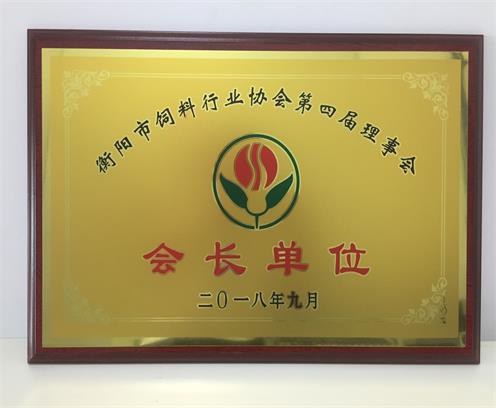 衡阳市饲料行业协会第四届理事会
会长单位
二〇一八年九月